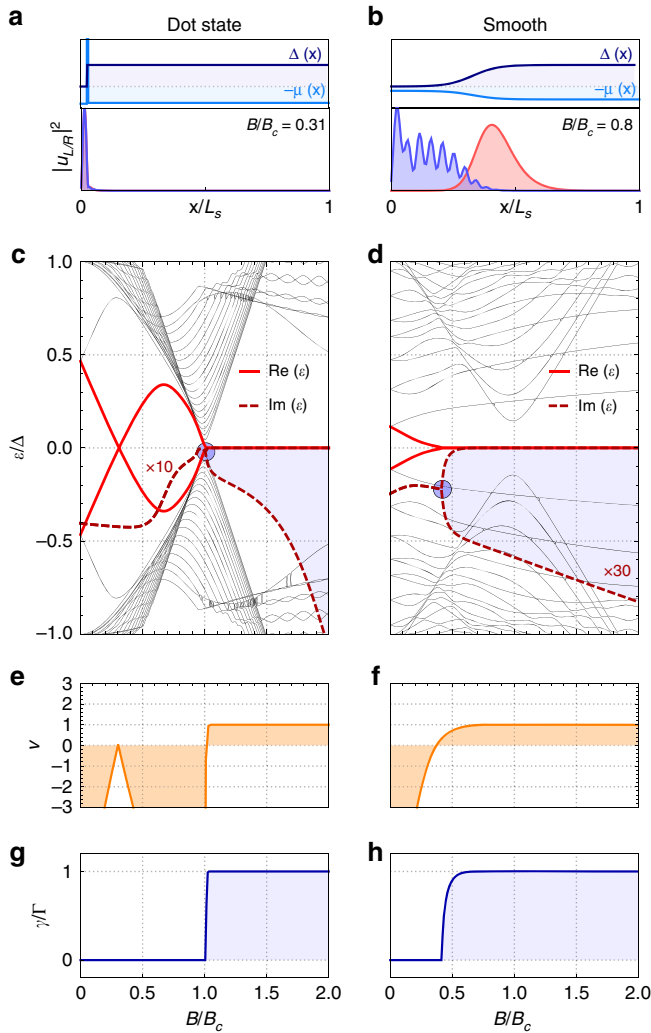 a
Dot state
b
Smooth
Δ (x)
−μ (x)
Δ (x)
−μ (x)
|u_{L/R}|²
B/B_c = 0.31
B/B_c = 0.8
0
x/L_s
1
0
x/L_s
1
c
d
1.0
0.5
0.0
−0.5
−1.0
ε/Δ
Re (ε)
Im (ε)
×10
Re (ε)
Im (ε)
×30
e
f
3
2
1
0
−1
−2
−3
ν
g
h
1
0
γ/Γ
0
0.5
1.0
1.5
2.0
B/B_c
0
0.5
1.0
1.5
2.0
B/B_c